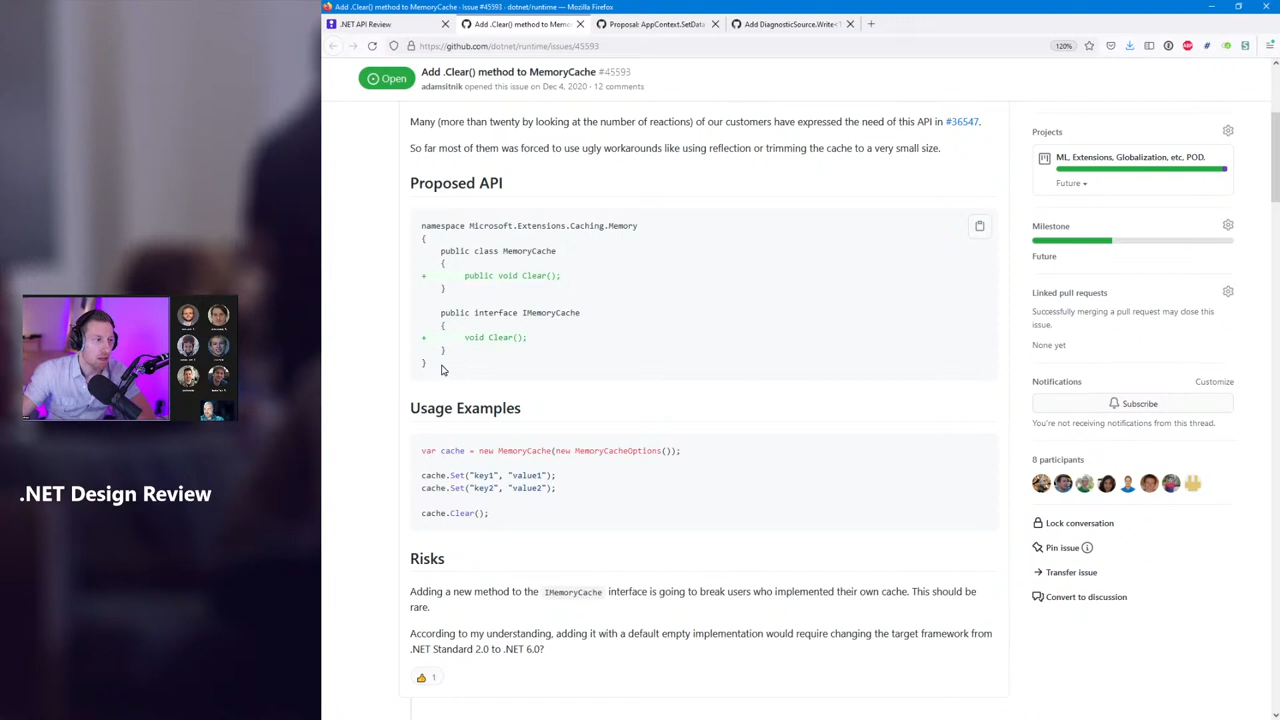 Add .Clear() method to MemoryCache · Issue #45593 · dotnet/runtime — Mozilla Firefox
.NET API Review
Add .Clear() method to Memor
Proposal: AppContext.SetData
Add DiagnosticSource.Write<T
https://github.com/dotnet/runtime/issues/45593
120%
Open
Add .Clear() method to MemoryCache #45593
adamsitnik opened this issue on Dec 4, 2020 · 12 comments
Many (more than twenty by looking at the number of reactions) of our customers have expressed the need of this API in #36547.
So far most of them was forced to use ugly workarounds like using reflection or trimming the cache to a very small size.
Proposed API
namespace Microsoft.Extensions.Caching.Memory
{
public class MemoryCache
{
+ public void Clear();
}
public interface IMemoryCache
{
+ void Clear();
}
}
Usage Examples
var cache = new MemoryCache(new MemoryCacheOptions());
cache.Set("key1", "value1");
cache.Set("key2", "value2");
cache.Clear();
Risks
Adding a new method to the IMemoryCache interface is going to break users who implemented their own cache. This should be
rare.
According to my understanding, adding it with a default empty implementation would require changing the target framework from
.NET Standard 2.0 to .NET 6.0?
👍 1
Projects
ML, Extensions, Globalization, etc, POD.
Future
Milestone
Future
Linked pull requests
Successfully merging a pull request may close this
issue.
None yet
Notifications
Customize
Subscribe
You're not receiving notifications from this thread.
8 participants
Lock conversation
Pin issue
Transfer issue
Convert to discussion
.NET Design Review